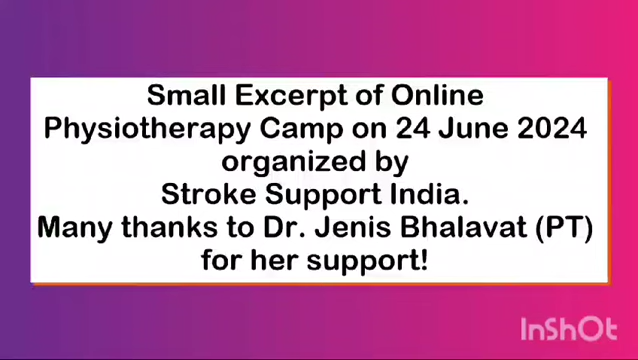 Small Excerpt of Online
Physiotherapy Camp on 24 June 2024
organized by
Stroke Support India.
Many thanks to Dr. Jenis Bhalavat (PT)
for her support!
InShOt